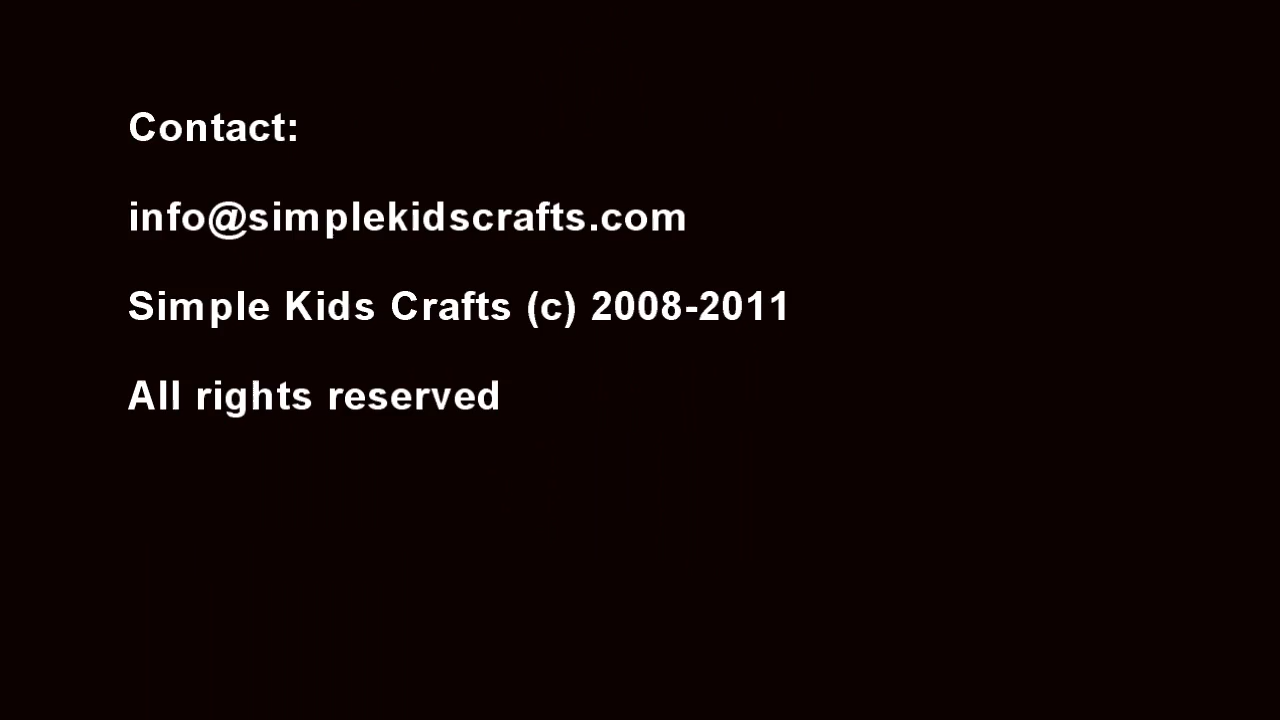 Contact:
info@simplekidscrafts.com
Simple Kids Crafts (c) 2008-2011
All rights reserved